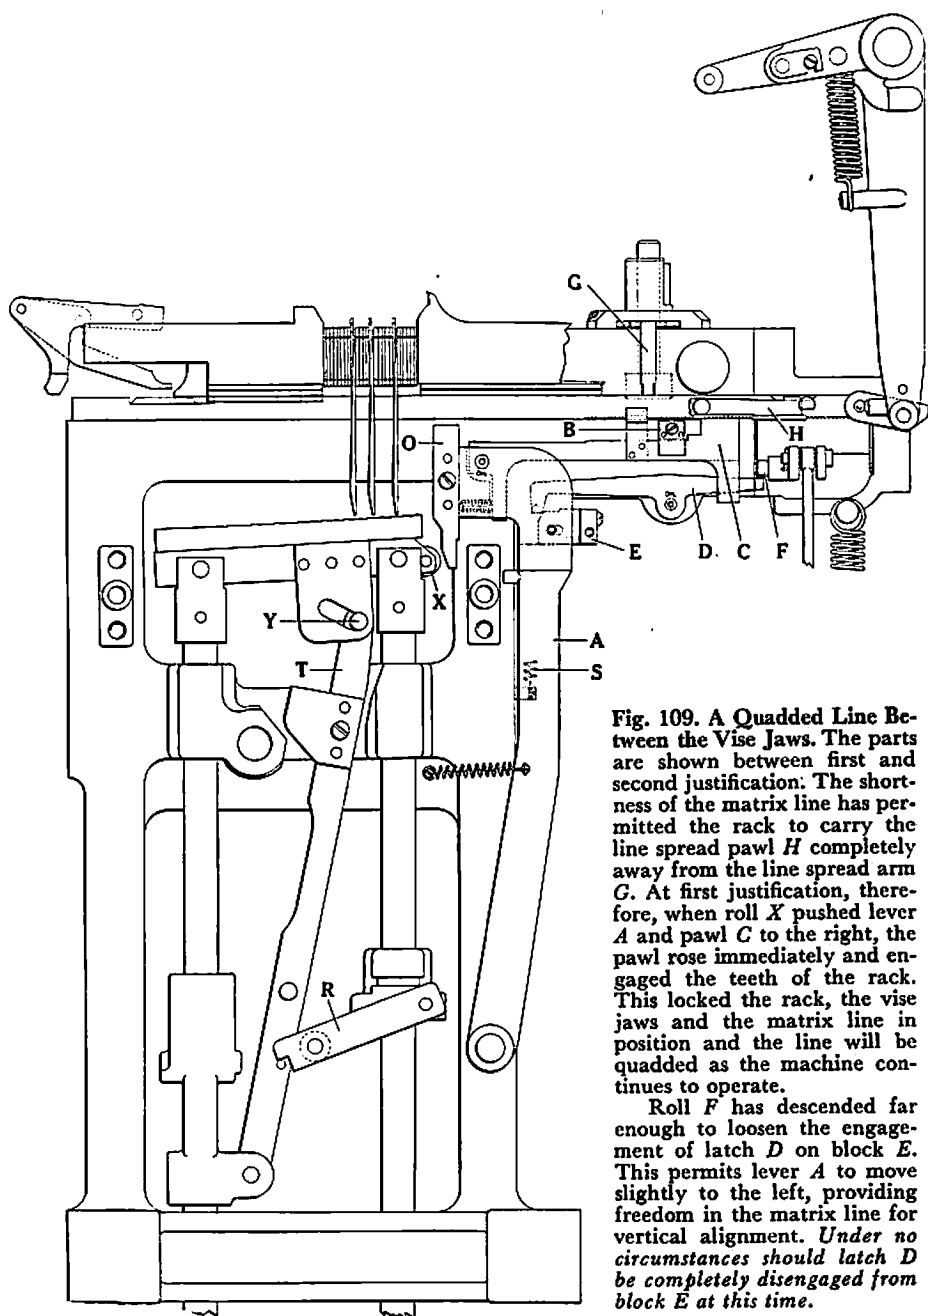 G
B
O
H
E
D
C
F
X
Y
A
T
S
R
Fig. 109. A Quadded Line Be-
tween the Vise Jaws. The parts
are shown between first and
second justification. The short-
ness of the matrix line has per-
mitted the rack to carry the
line spread pawl H completely
away from the line spread arm
G. At first justification, there-
fore, when roll X pushed lever
A and pawl C to the right, the
pawl rose immediately and en-
gaged the teeth of the rack.
This locked the rack, the vise
jaws and the matrix line in
position and the line will be
quadded as the machine con-
tinues to operate.
Roll F has descended far
enough to loosen the engage-
ment of latch D on block E.
This permits lever A to move
slightly to the left, providing
freedom in the matrix line for
vertical alignment. Under no
circumstances should latch D
be completely disengaged from
block E at this time.